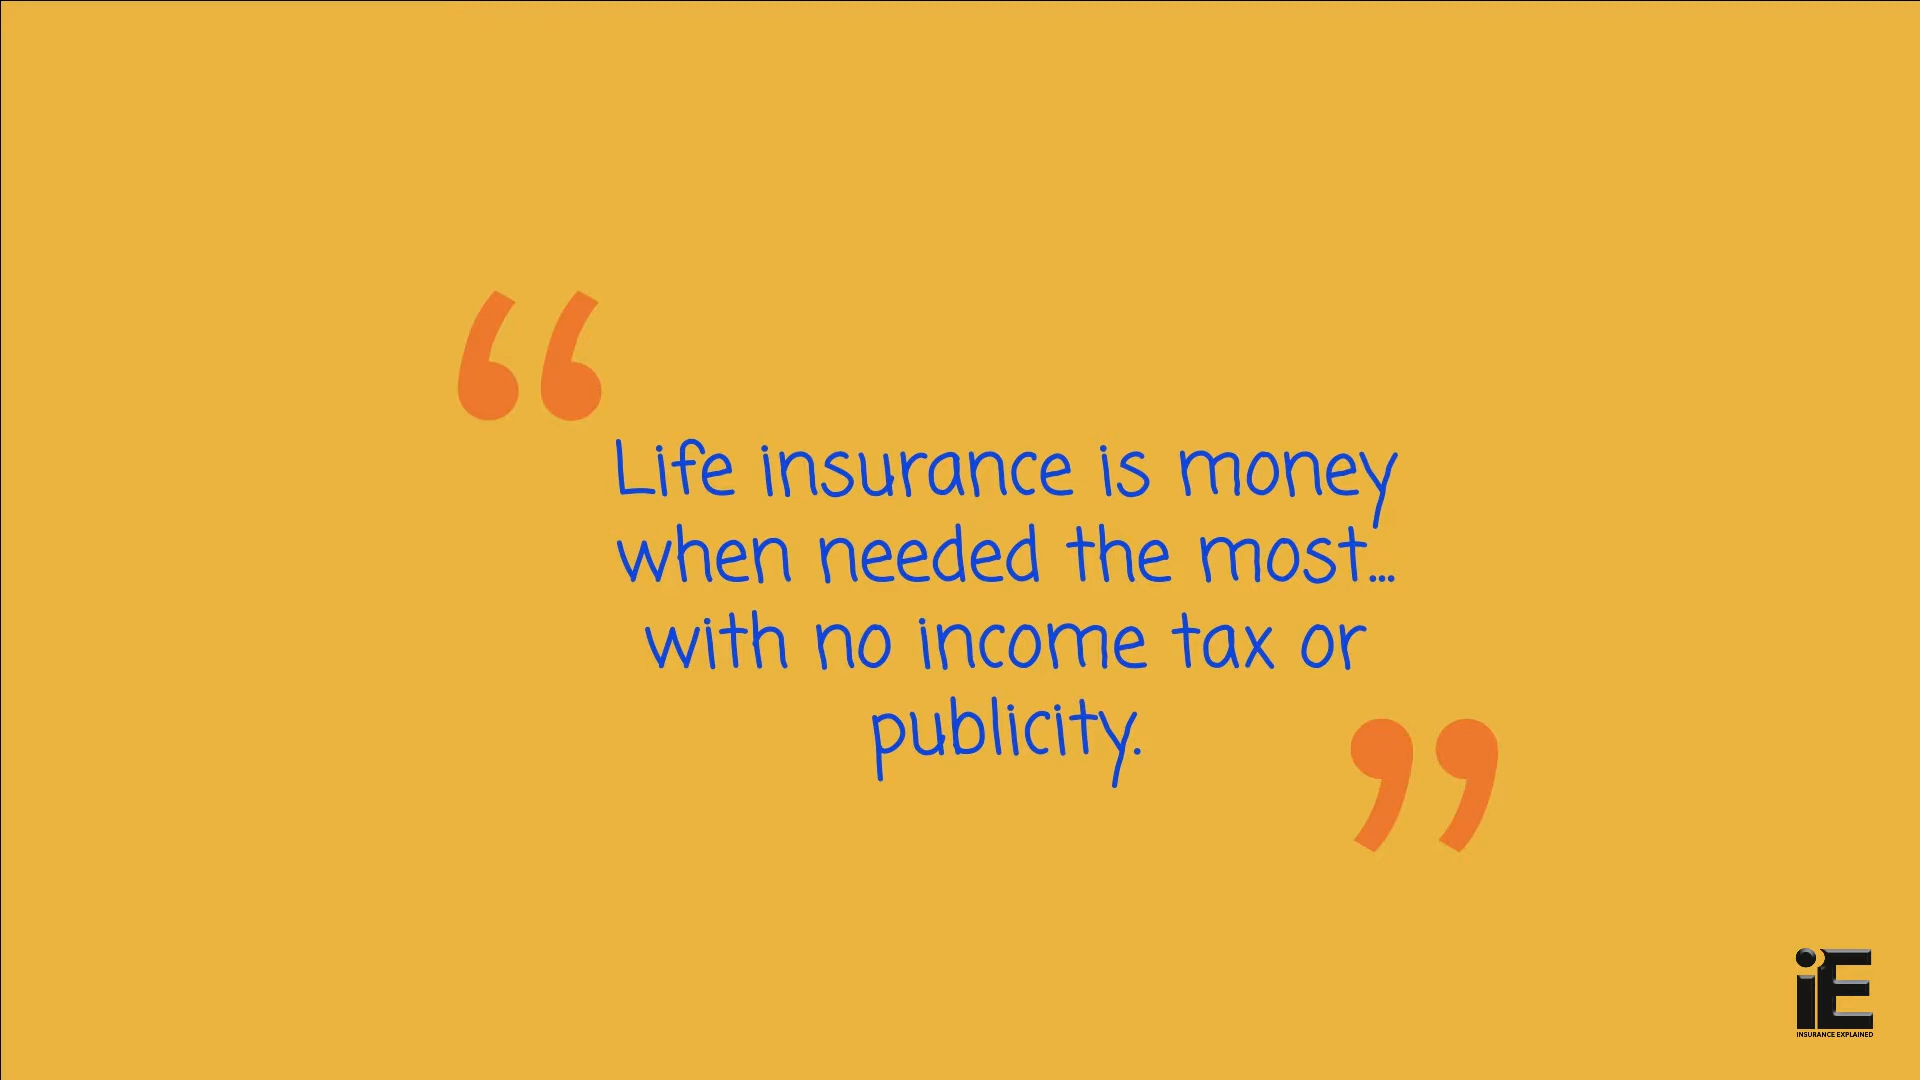 “
Life insurance is money
when needed the most...
with no income tax or
publicity.
”
iE
INSURANCE EXPLAINED